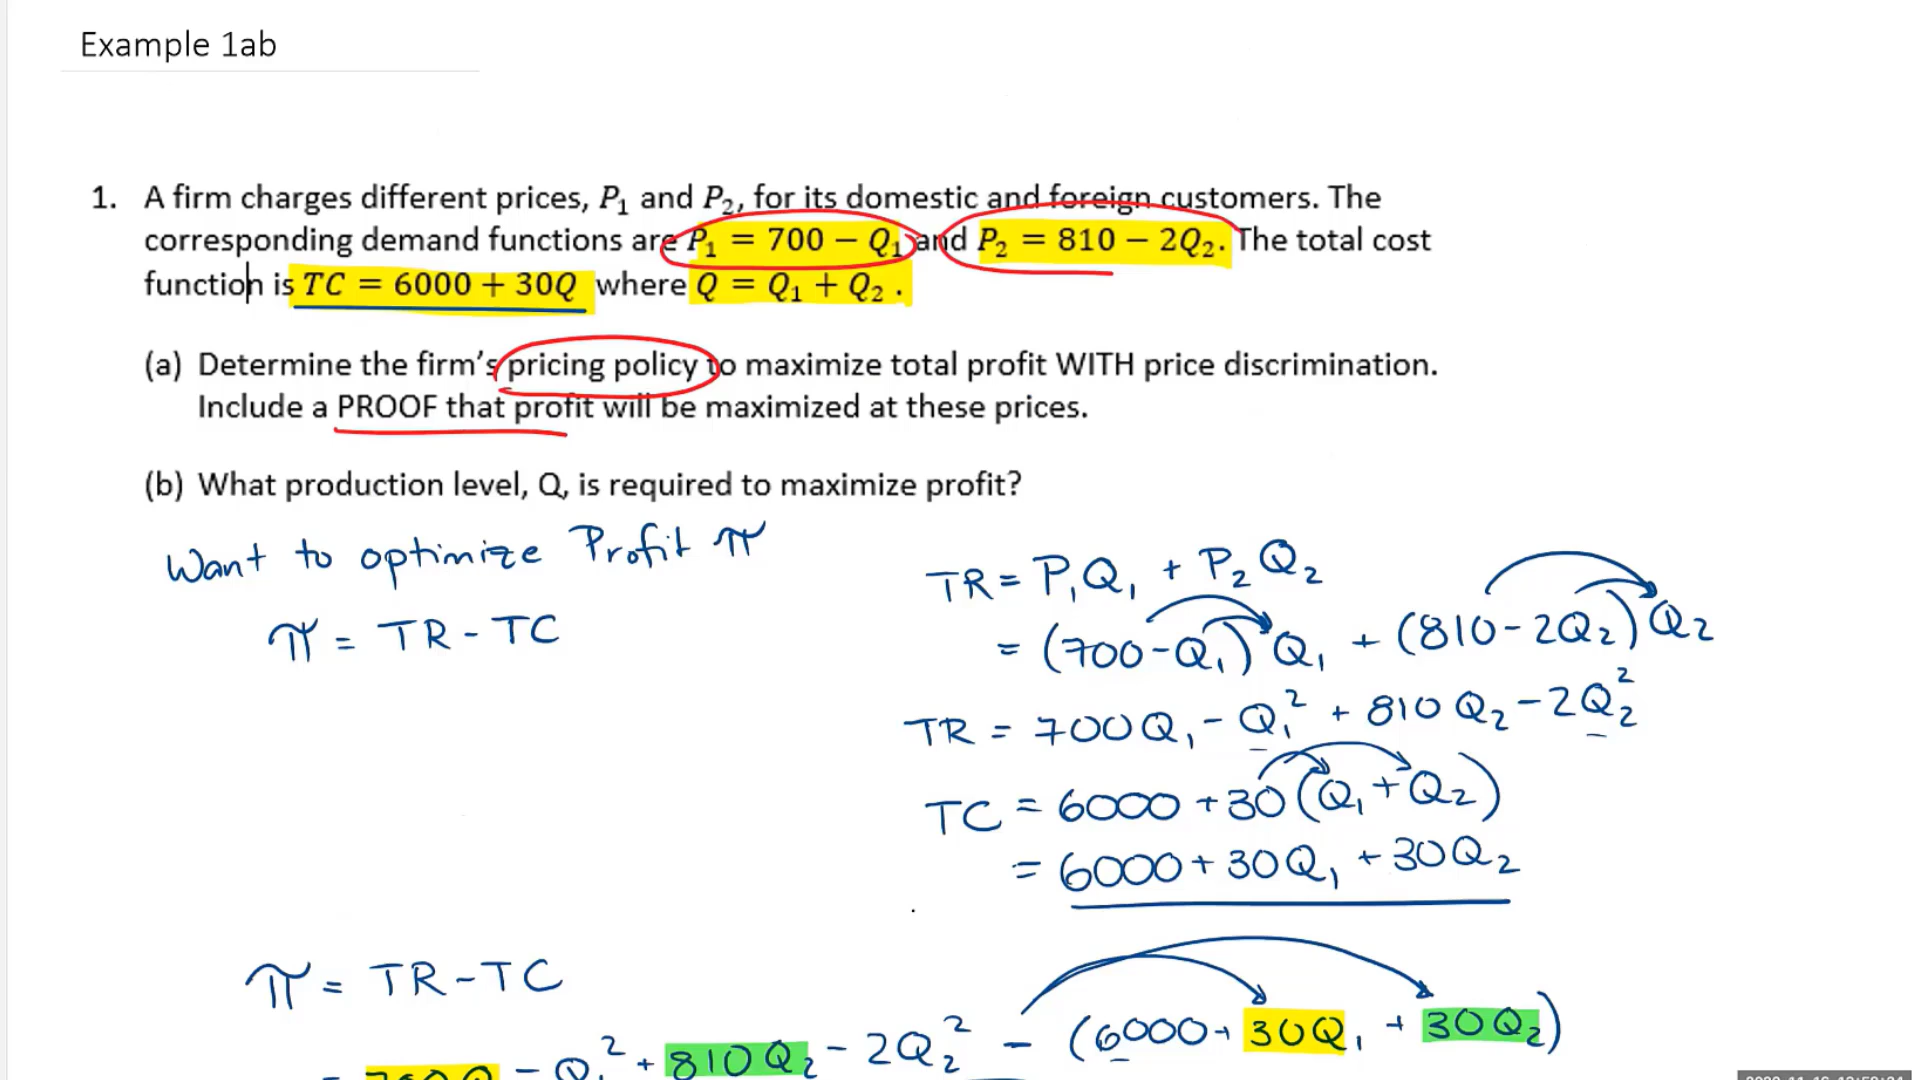 Example 1ab
1. A firm charges different prices, P₁ and P₂, for its domestic and foreign customers. The
corresponding demand functions are P₁ = 700 − Q₁ and P₂ = 810 − 2Q₂. The total cost
function is TC = 6000 + 30Q where Q = Q₁ + Q₂ .
(a) Determine the firm's pricing policy to maximize total profit WITH price discrimination.
Include a PROOF that profit will be maximized at these prices.
(b) What production level, Q, is required to maximize profit?
Want to optimize Profit π
π = TR - TC
TR = P₁Q₁ + P₂Q₂
= (700-Q₁)Q₁ + (810-2Q₂)Q₂
TR = 700Q₁ - Q₁² + 810Q₂ - 2Q₂²
TC = 6000 + 30(Q₁+Q₂)
= 6000 + 30Q₁ + 30Q₂
π = TR - TC
= 700Q - Q₁² + 810Q₂ - 2Q₂² - (6000 + 30Q₁ + 30Q₂)